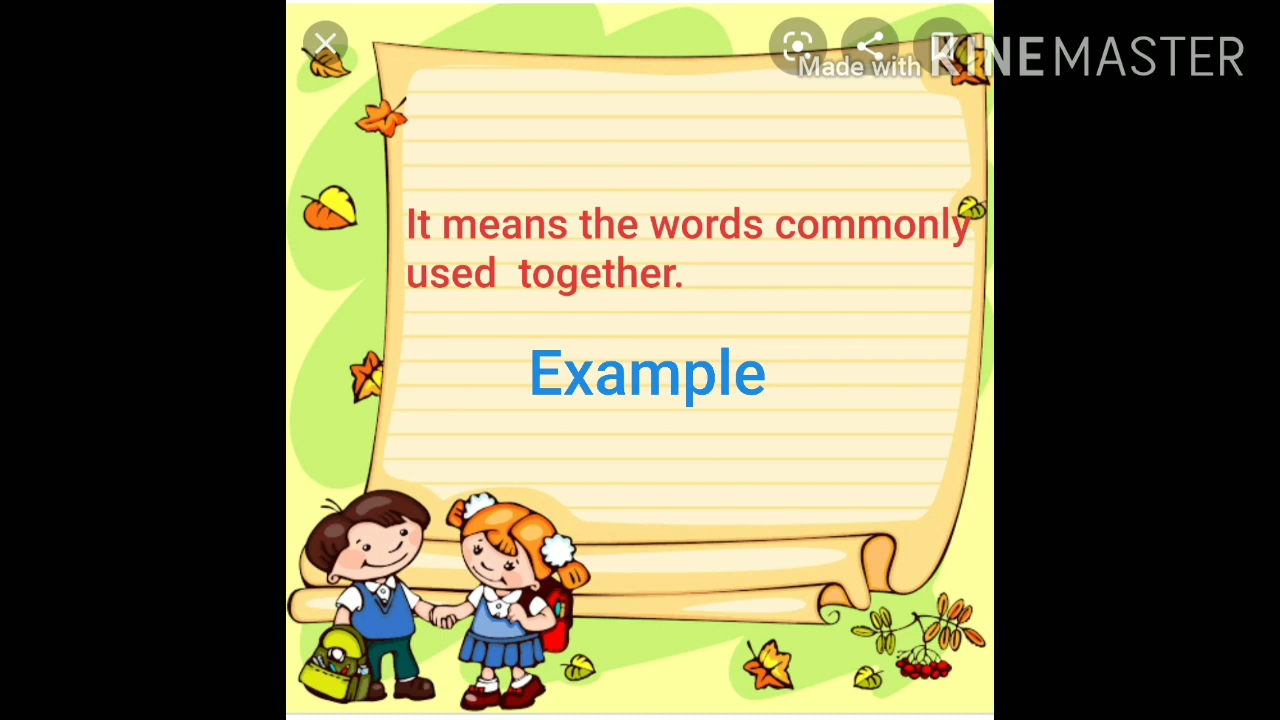 Made with KINEMASTER
It means the words commonly
used together.
Example